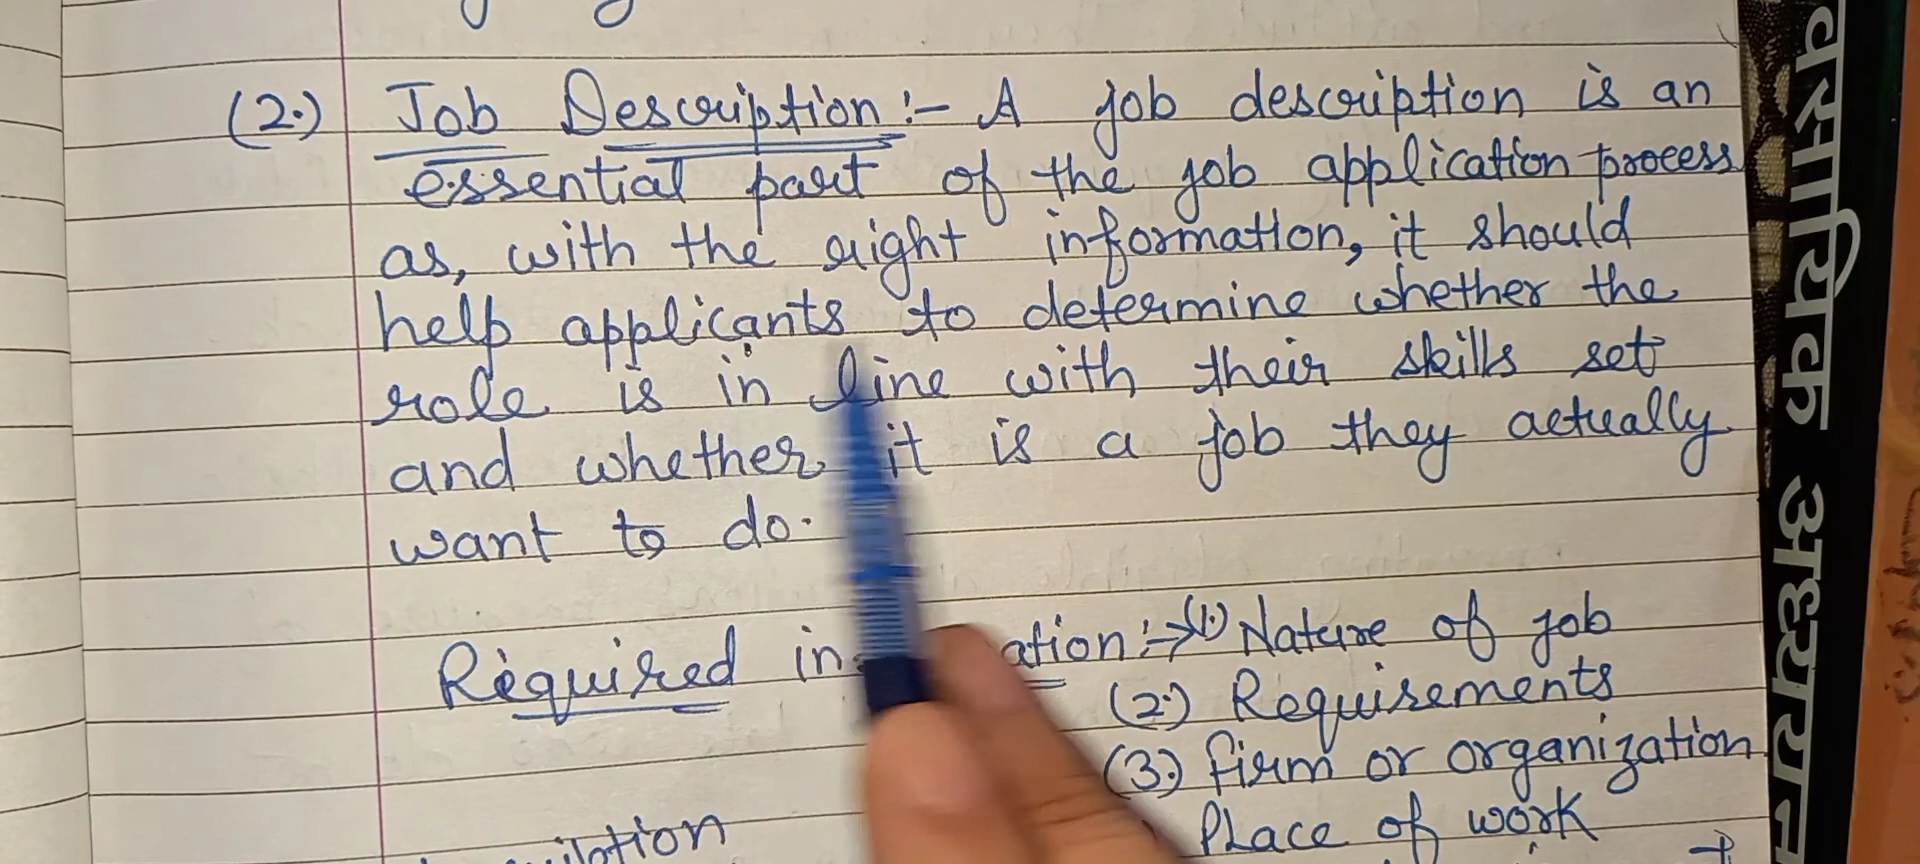 (2.) Job Description :- A job description is an
essential part of the job application process
as, with the right information, it should
help applicants to determine whether the
role is in line with their skills set
and whether it is a job they actually
want to do.
Required :→ (1) Nature of job
(2.) Requirements
(3.) firm or organization
Place of work
वसायिक अध्ययन